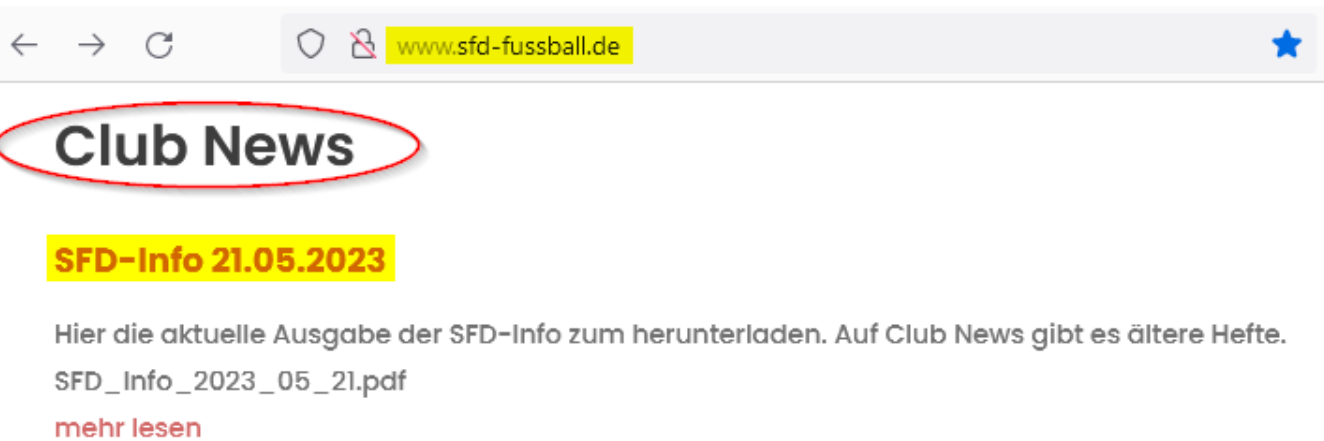 www.sfd-fussball.de
Club News
SFD-Info 21.05.2023
Hier die aktuelle Ausgabe der SFD-Info zum herunterladen. Auf Club News gibt es ältere Hefte.
SFD_Info_2023_05_21.pdf
mehr lesen